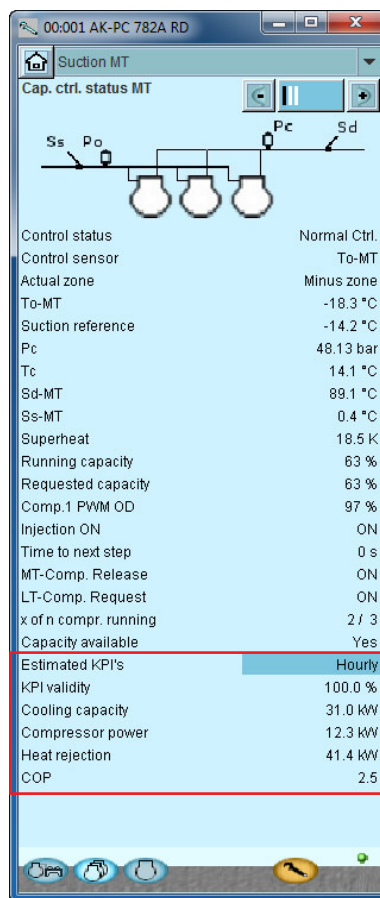 00:001 AK-PC 782A RD
Suction MT
Cap. ctrl. status MT
Pc Sd
Ss Po
Control status Normal Ctrl.
Control sensor To-MT
Actual zone Minus zone
To-MT -18.3 °C
Suction reference -14.2 °C
Pc 48.13 bar
Tc 14.1 °C
Sd-MT 89.1 °C
Ss-MT 0.4 °C
Superheat 18.5 K
Running capacity 63 %
Requested capacity 63 %
Comp.1 PWM OD 97 %
Injection ON ON
Time to next step 0 s
MT-Comp. Release ON
LT-Comp. Request ON
x of n compr. running 2 / 3
Capacity available Yes
Estimated KPI's Hourly
KPI validity 100.0 %
Cooling capacity 31.0 kW
Compressor power 12.3 kW
Heat rejection 41.4 kW
COP 2.5